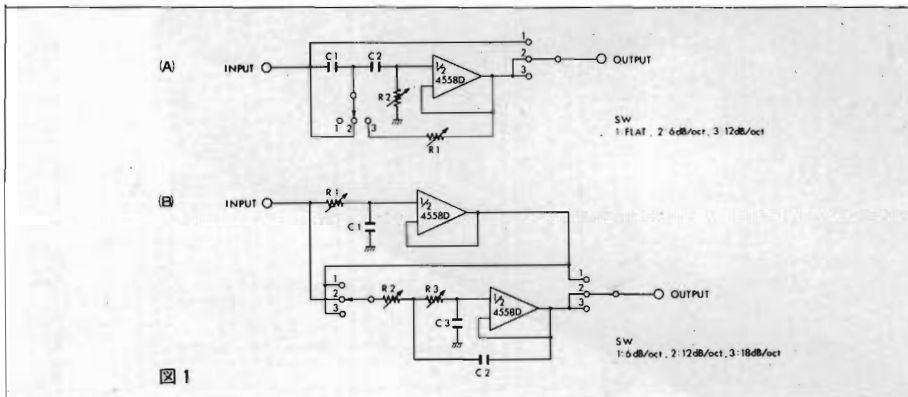 (A)
INPUT
C1
C2
R2
1/2
4558D
R1
1
2
3
1
2
3
OUTPUT
SW
1:FLAT, 2:6dB/oct, 3:12dB/oct
(B)
INPUT
R1
C1
1/2
4558D
1
2
3
R2
R3
C3
1/2
4558D
C2
1
2
3
OUTPUT
SW
1:6dB/oct, 2:12dB/oct, 3:18dB/oct
図1